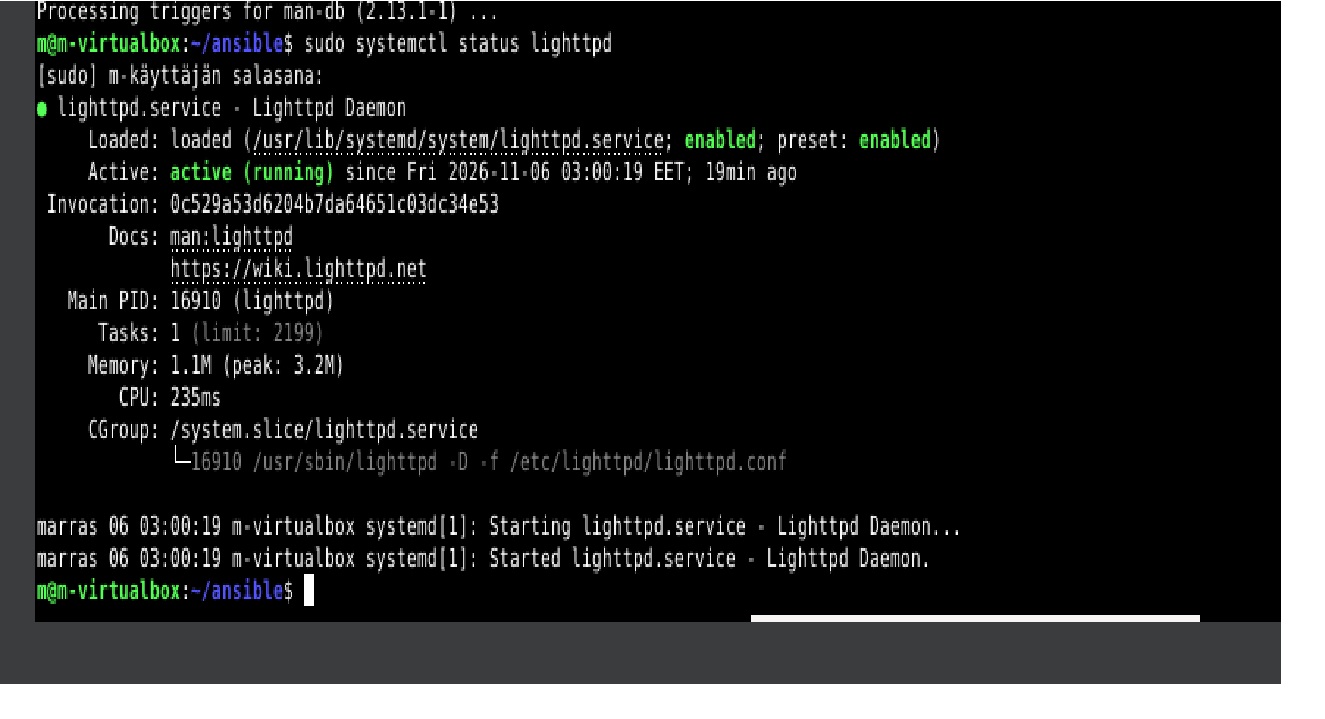 Processing triggers for man-db (2.13.1-1) ...
m@m-virtualbox:~/ansible$ sudo systemctl status lighttpd
[sudo] m-käyttäjän salasana:
● lighttpd.service - Lighttpd Daemon
     Loaded: loaded (/usr/lib/systemd/system/lighttpd.service; enabled; preset: enabled)
     Active: active (running) since Fri 2026-11-06 03:00:19 EET; 19min ago
 Invocation: 0c529a53d6204b7da64651c03dc34e53
       Docs: man:lighttpd
             https://wiki.lighttpd.net
   Main PID: 16910 (lighttpd)
      Tasks: 1 (limit: 2199)
     Memory: 1.1M (peak: 3.2M)
        CPU: 235ms
     CGroup: /system.slice/lighttpd.service
             └─16910 /usr/sbin/lighttpd -D -f /etc/lighttpd/lighttpd.conf

marras 06 03:00:19 m-virtualbox systemd[1]: Starting lighttpd.service - Lighttpd Daemon...
marras 06 03:00:19 m-virtualbox systemd[1]: Started lighttpd.service - Lighttpd Daemon.
m@m-virtualbox:~/ansible$